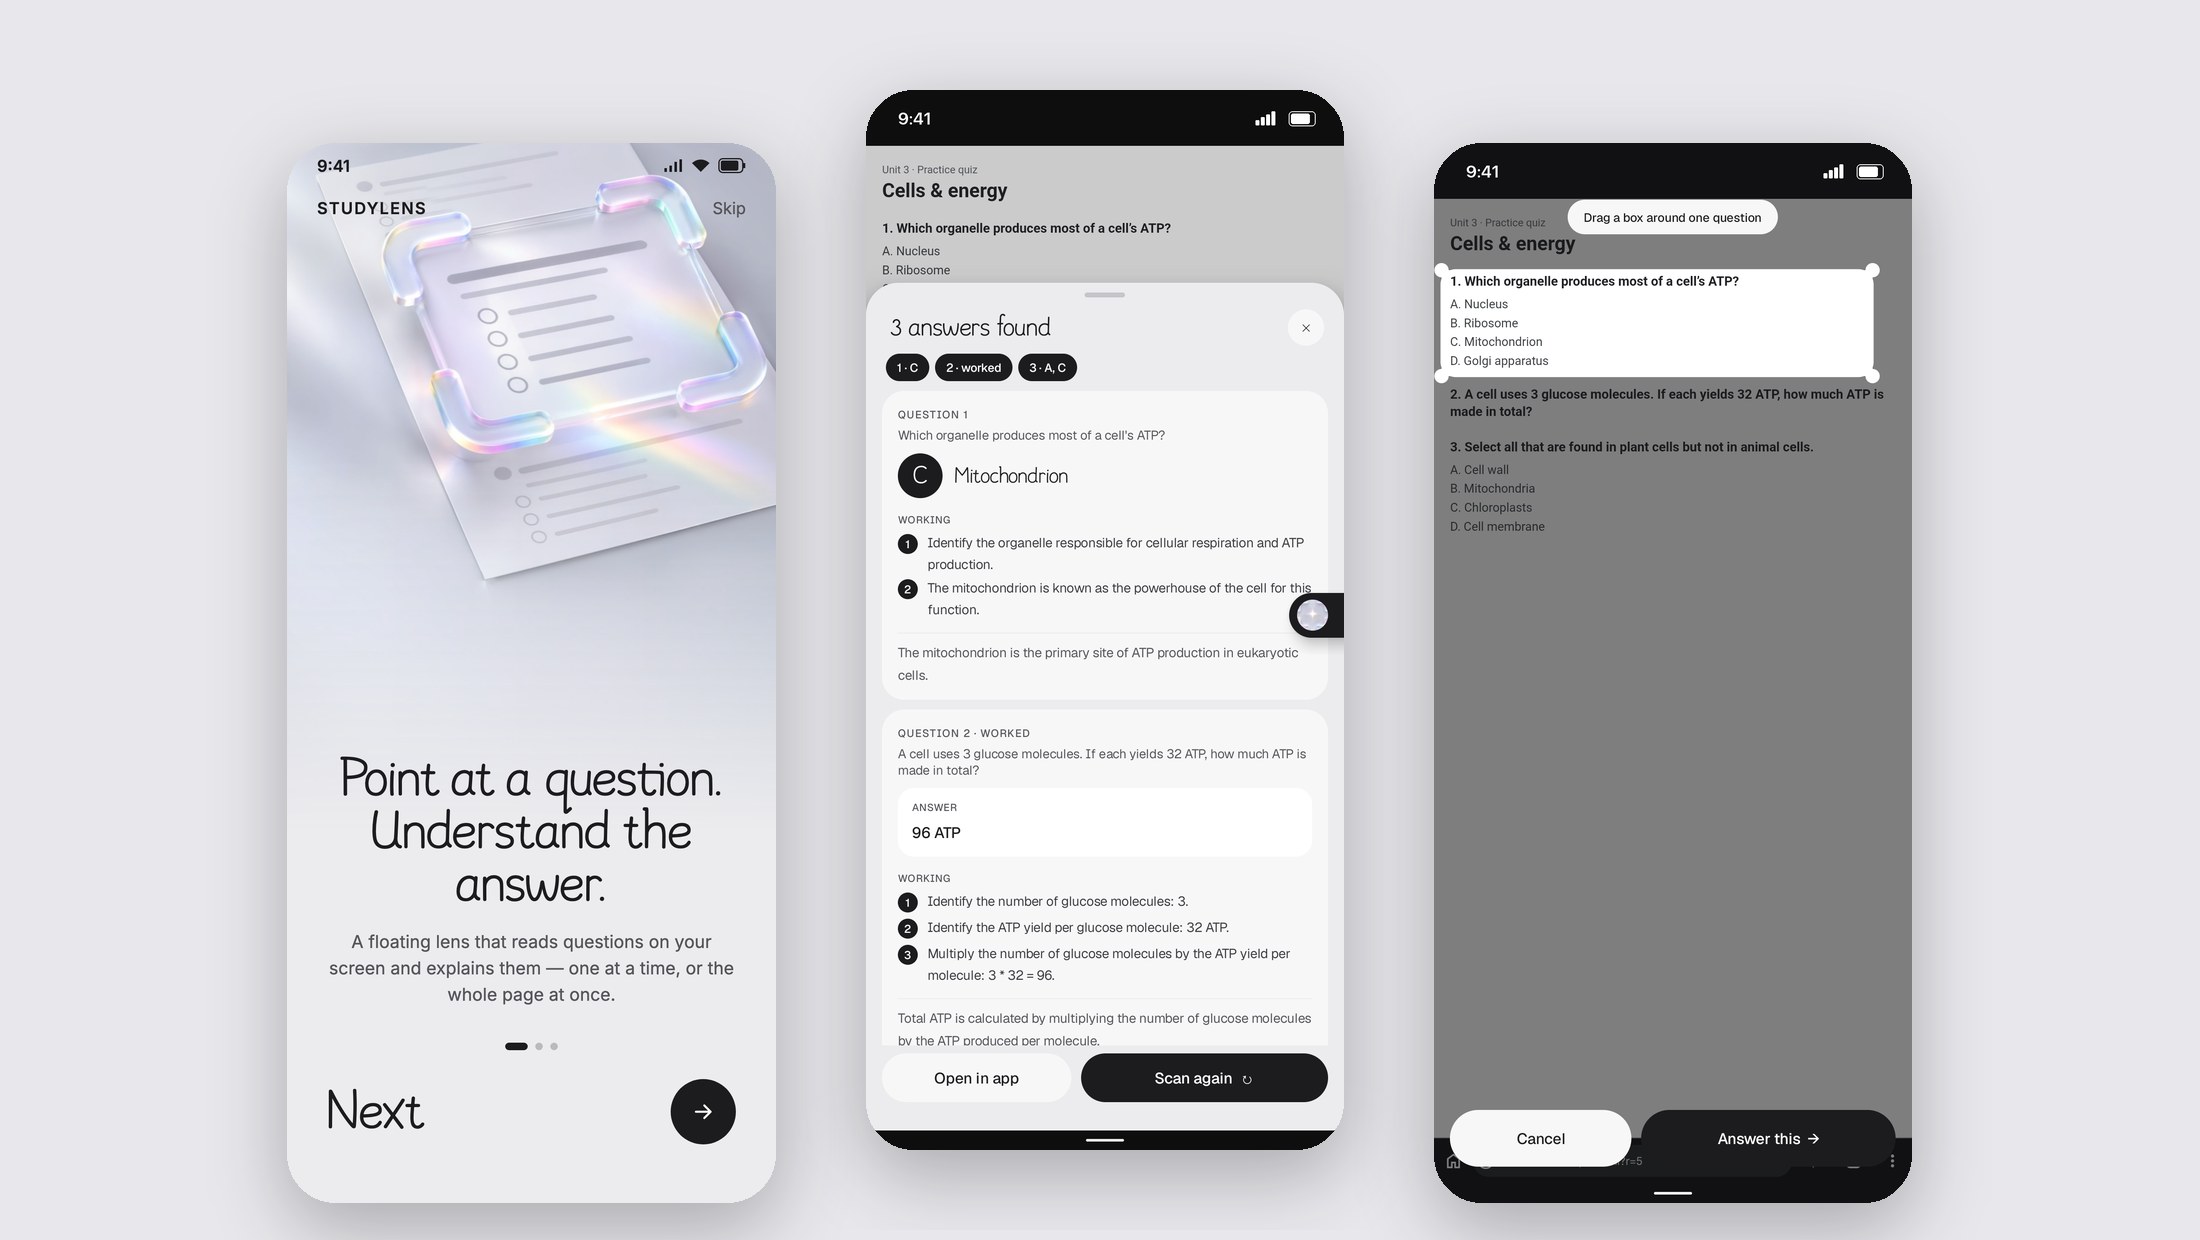 9:41
STUDYLENS
Skip
Point at a question.
Understand the
answer.
A floating lens that reads questions on your
screen and explains them — one at a time, or the
whole page at once.
Next
9:41
Unit 3 · Practice quiz
Cells & energy
1. Which organelle produces most of a cell’s ATP?
A. Nucleus
B. Ribosome
3 answers found
1 · C
2 · worked
3 · A, C
QUESTION 1
Which organelle produces most of a cell's ATP?
C
Mitochondrion
WORKING
1 Identify the organelle responsible for cellular respiration and ATP
production.
2 The mitochondrion is known as the powerhouse of the cell for this
function.
The mitochondrion is the primary site of ATP production in eukaryotic
cells.
QUESTION 2 · WORKED
A cell uses 3 glucose molecules. If each yields 32 ATP, how much ATP is
made in total?
ANSWER
96 ATP
WORKING
1 Identify the number of glucose molecules: 3.
2 Identify the ATP yield per glucose molecule: 32 ATP.
3 Multiply the number of glucose molecules by the ATP yield per
molecule: 3 * 32 = 96.
Total ATP is calculated by multiplying the number of glucose molecules
by the ATP produced per molecule.
Open in app
Scan again
9:41
Drag a box around one question
Unit 3 · Practice quiz
Cells & energy
1. Which organelle produces most of a cell’s ATP?
A. Nucleus
B. Ribosome
C. Mitochondrion
D. Golgi apparatus
2. A cell uses 3 glucose molecules. If each yields 32 ATP, how much ATP is
made in total?
3. Select all that are found in plant cells but not in animal cells.
A. Cell wall
B. Mitochondria
C. Chloroplasts
D. Cell membrane
Cancel
Answer this →